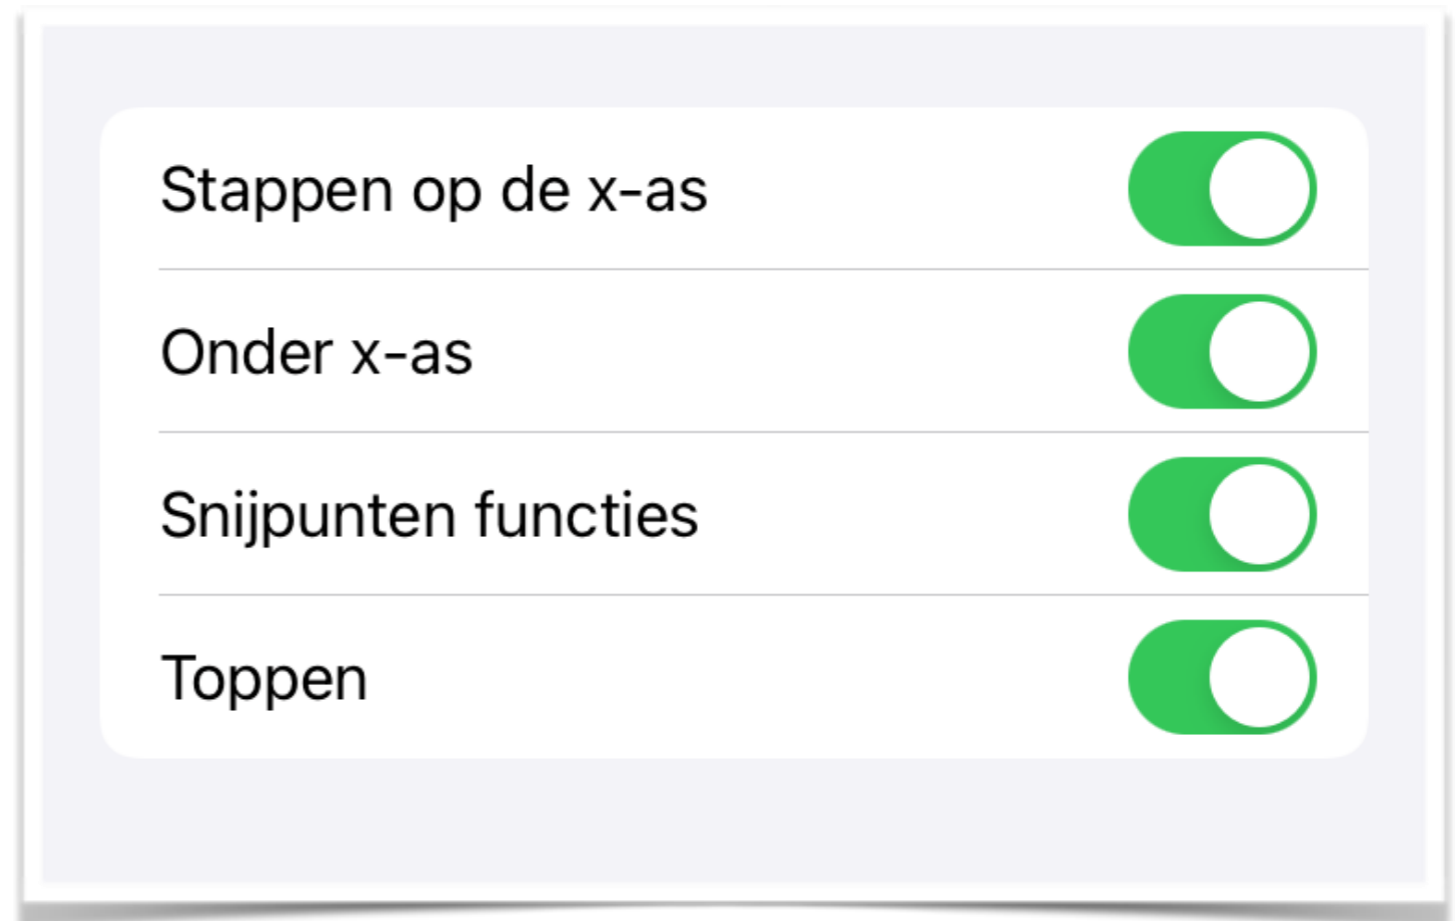 Stappen op de x-as
Onder x-as
Snijpunten functies
Toppen